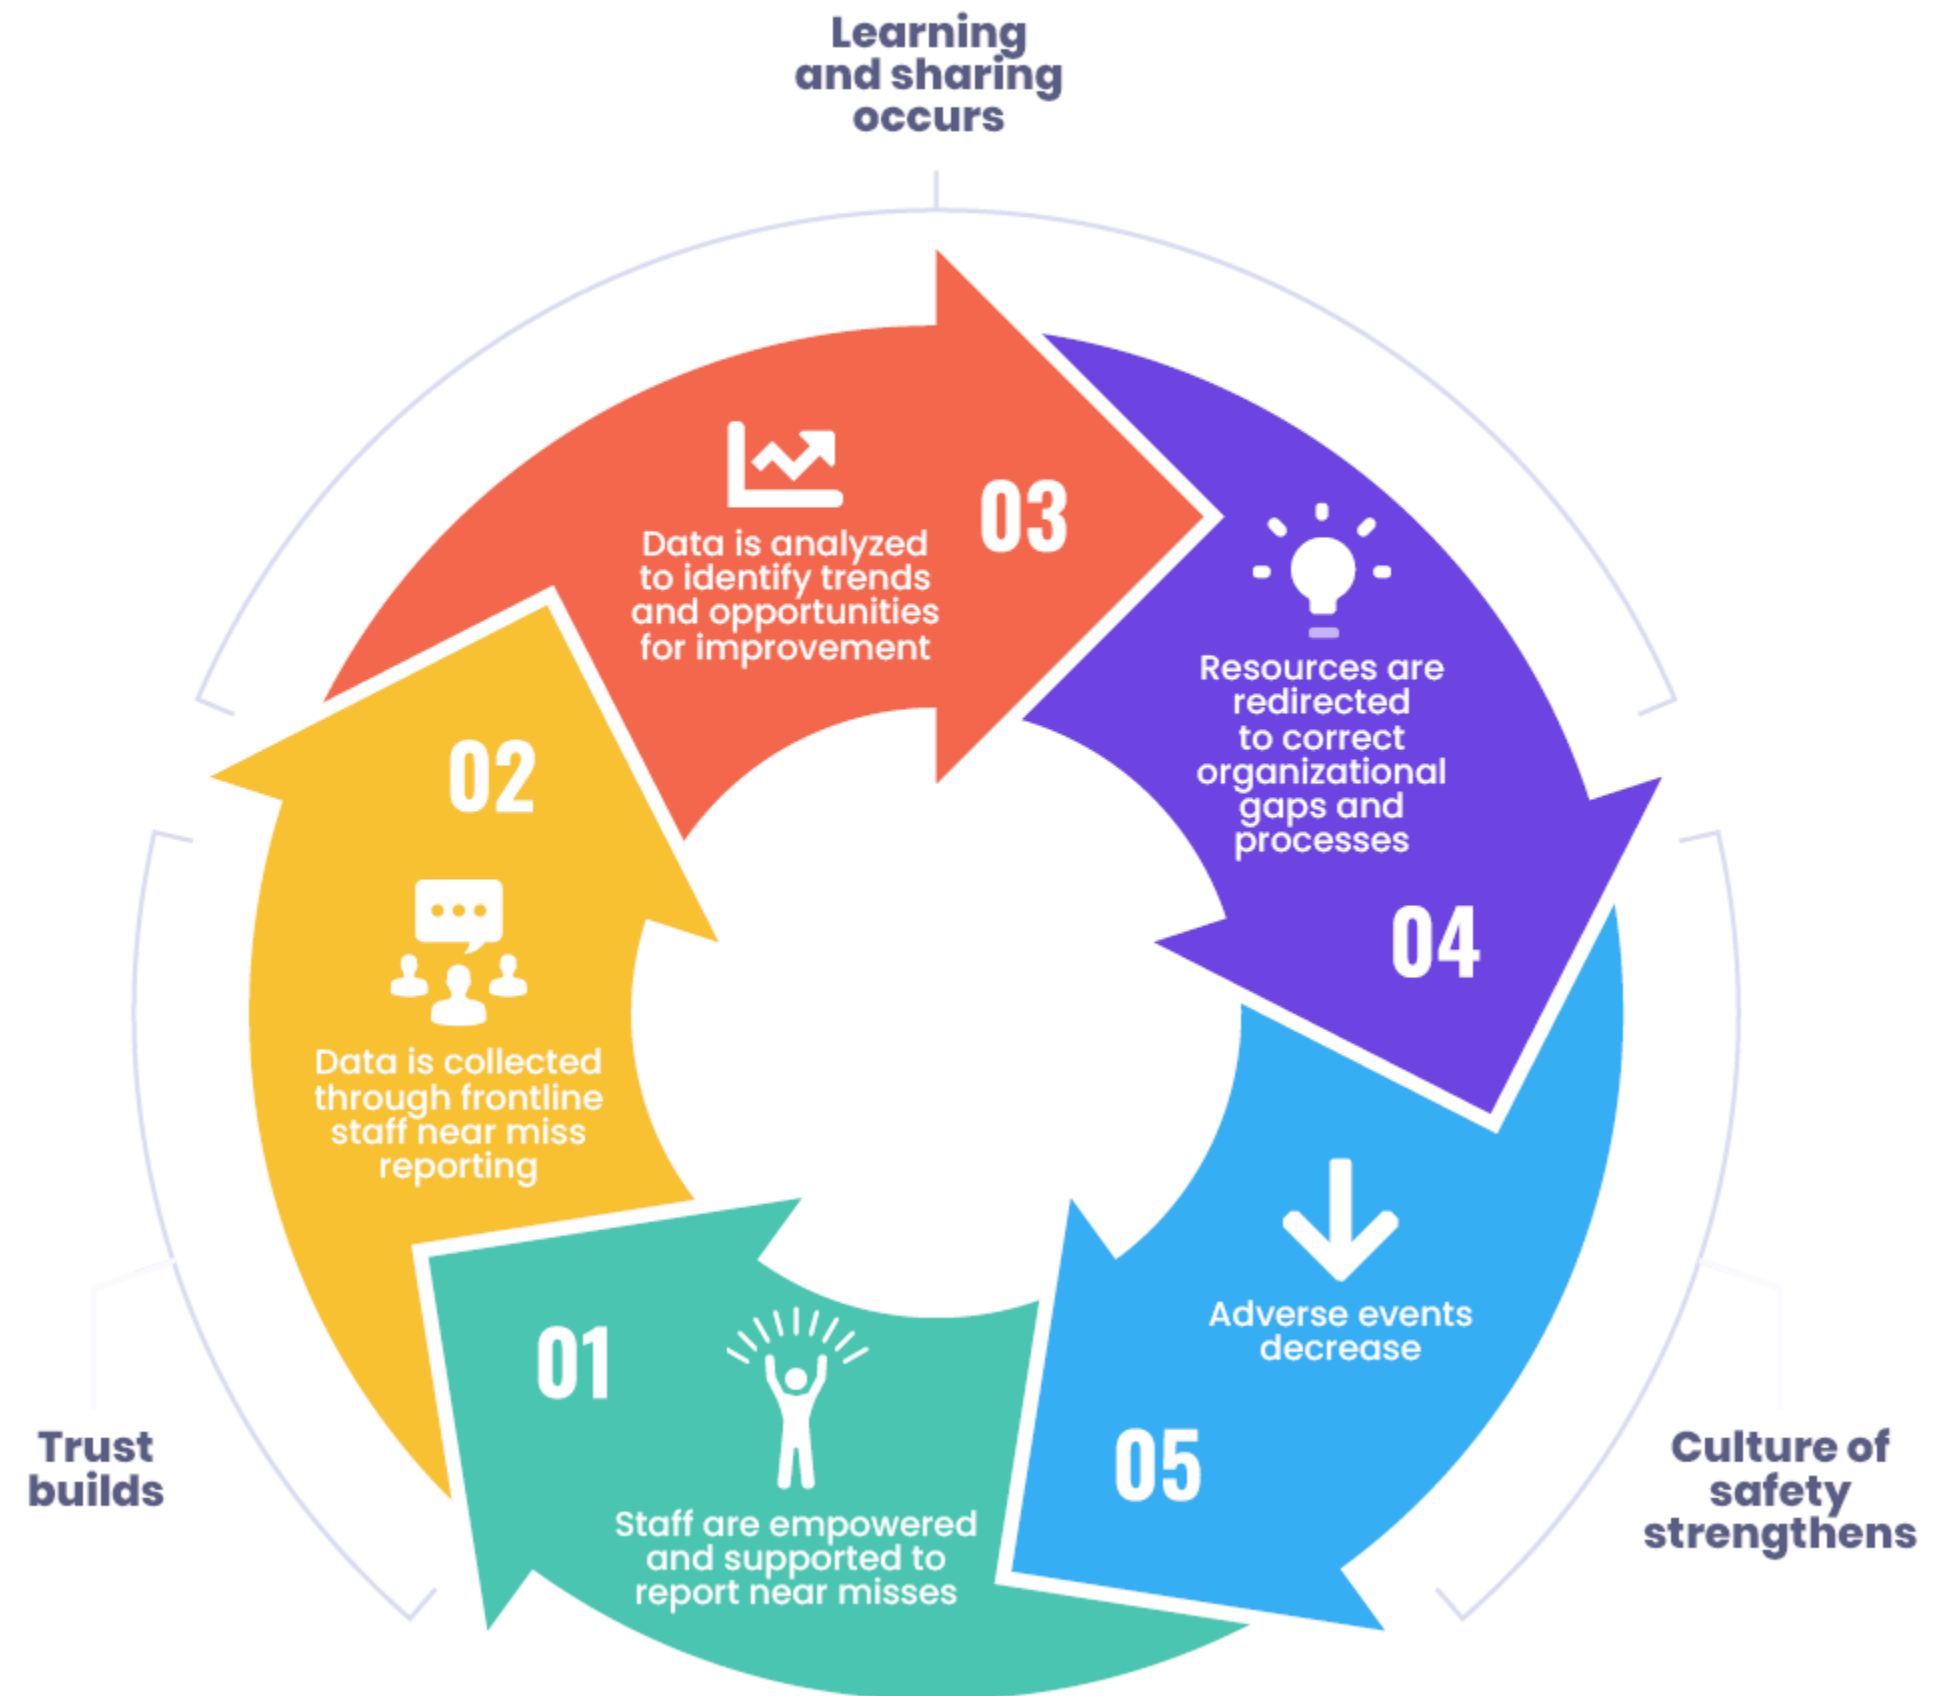 Learning
and sharing
occurs
03
Data is analyzed
to identify trends
and opportunities
for improvement
Resources are
redirected
to correct
organizational
gaps and
processes
04
02
Data is collected
through frontline
staff near miss
reporting
Adverse events
decrease
05
01
Staff are empowered
and supported to
report near misses
Trust
builds
Culture of
safety
strengthens